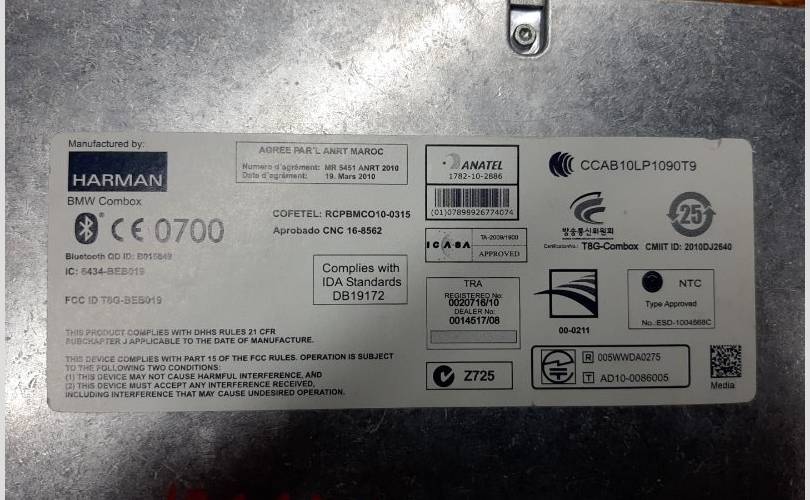 Manufactured by:
HARMAN
BMW Combox
CE 0700
Bluetooth QD ID: B015849
IC: 6434-BEB019
FCC ID T8G-BEB019
THIS PRODUCT COMPLIES WITH DHHS RULES 21 CFR
SUBCHAPTER J APPLICABLE TO THE DATE OF MANUFACTURE.
THIS DEVICE COMPLIES WITH PART 15 OF THE FCC RULES. OPERATION IS SUBJECT
TO THE FOLLOWING TWO CONDITIONS:
(1) THIS DEVICE MAY NOT CAUSE HARMFUL INTERFERENCE, AND
(2) THIS DEVICE MUST ACCEPT ANY INTERFERENCE RECEIVED,
INCLUDING INTERFERENCE THAT MAY CAUSE UNDESIRED OPERATION.
AGREE PAR'L ANRT MAROC
Numero d'agrément: MR 5451 ANRT 2010
Date d'agrément: 19. Mars 2010
COFETEL: RCPBMCO10-0315
Aprobado CNC 16-8562
Complies with
IDA Standards
DB19172
ANATEL
1782-10-2886
(01)07898926774074
ICASA
TA-2009/1900
APPROVED
TRA
REGISTERED No:
0020716/10
DEALER No:
0014517/08
Z725
CCAB10LP1090T9
방송통신위원회
25
T8G-Combox
CMIIT ID: 2010DJ2640
00-0211
NTC
Type Approved
No.:ESD-1004568C
R 005WWDA0275
T AD10-0086005
Media